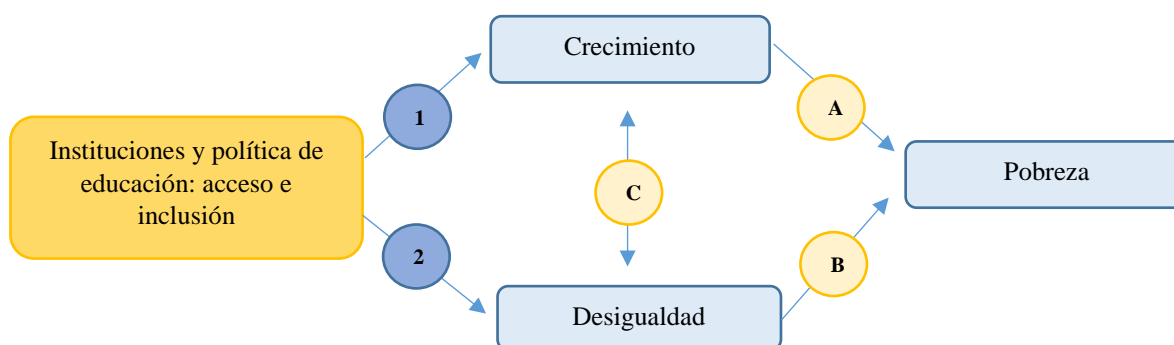 Crecimiento
1
A
Instituciones y política de
educación: acceso e
inclusión
C
Pobreza
2
B
Desigualdad